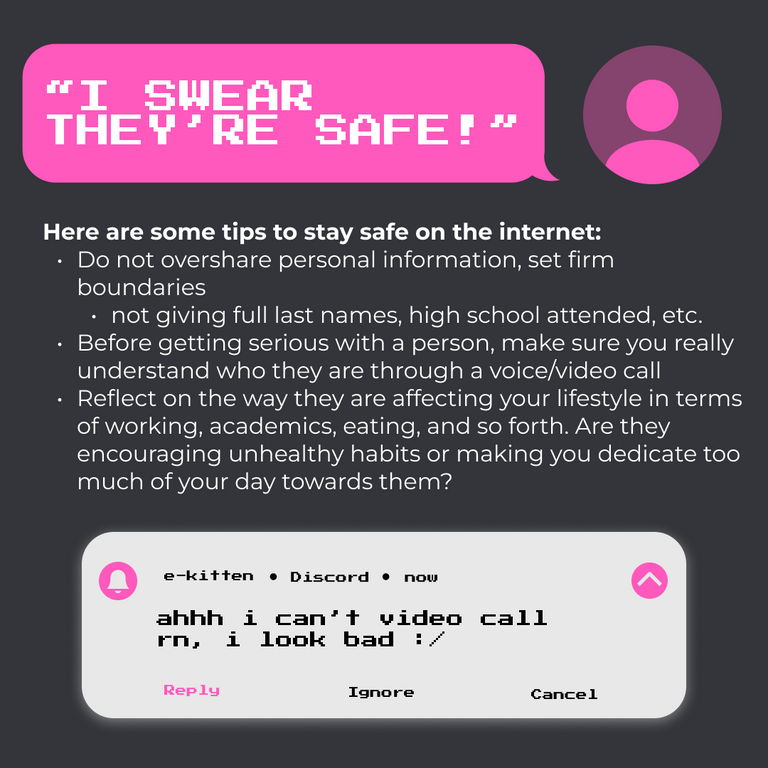 “I SWEAR
THEY’RE SAFE!”
Here are some tips to stay safe on the internet:
• Do not overshare personal information, set firm
boundaries
• not giving full last names, high school attended, etc.
• Before getting serious with a person, make sure you really
understand who they are through a voice/video call
• Reflect on the way they are affecting your lifestyle in terms
of working, academics, eating, and so forth. Are they
encouraging unhealthy habits or making you dedicate too
much of your day towards them?
e-kitten • Discord • now
ahhh i can’t video call
rn, i look bad :/
Reply Ignore Cancel